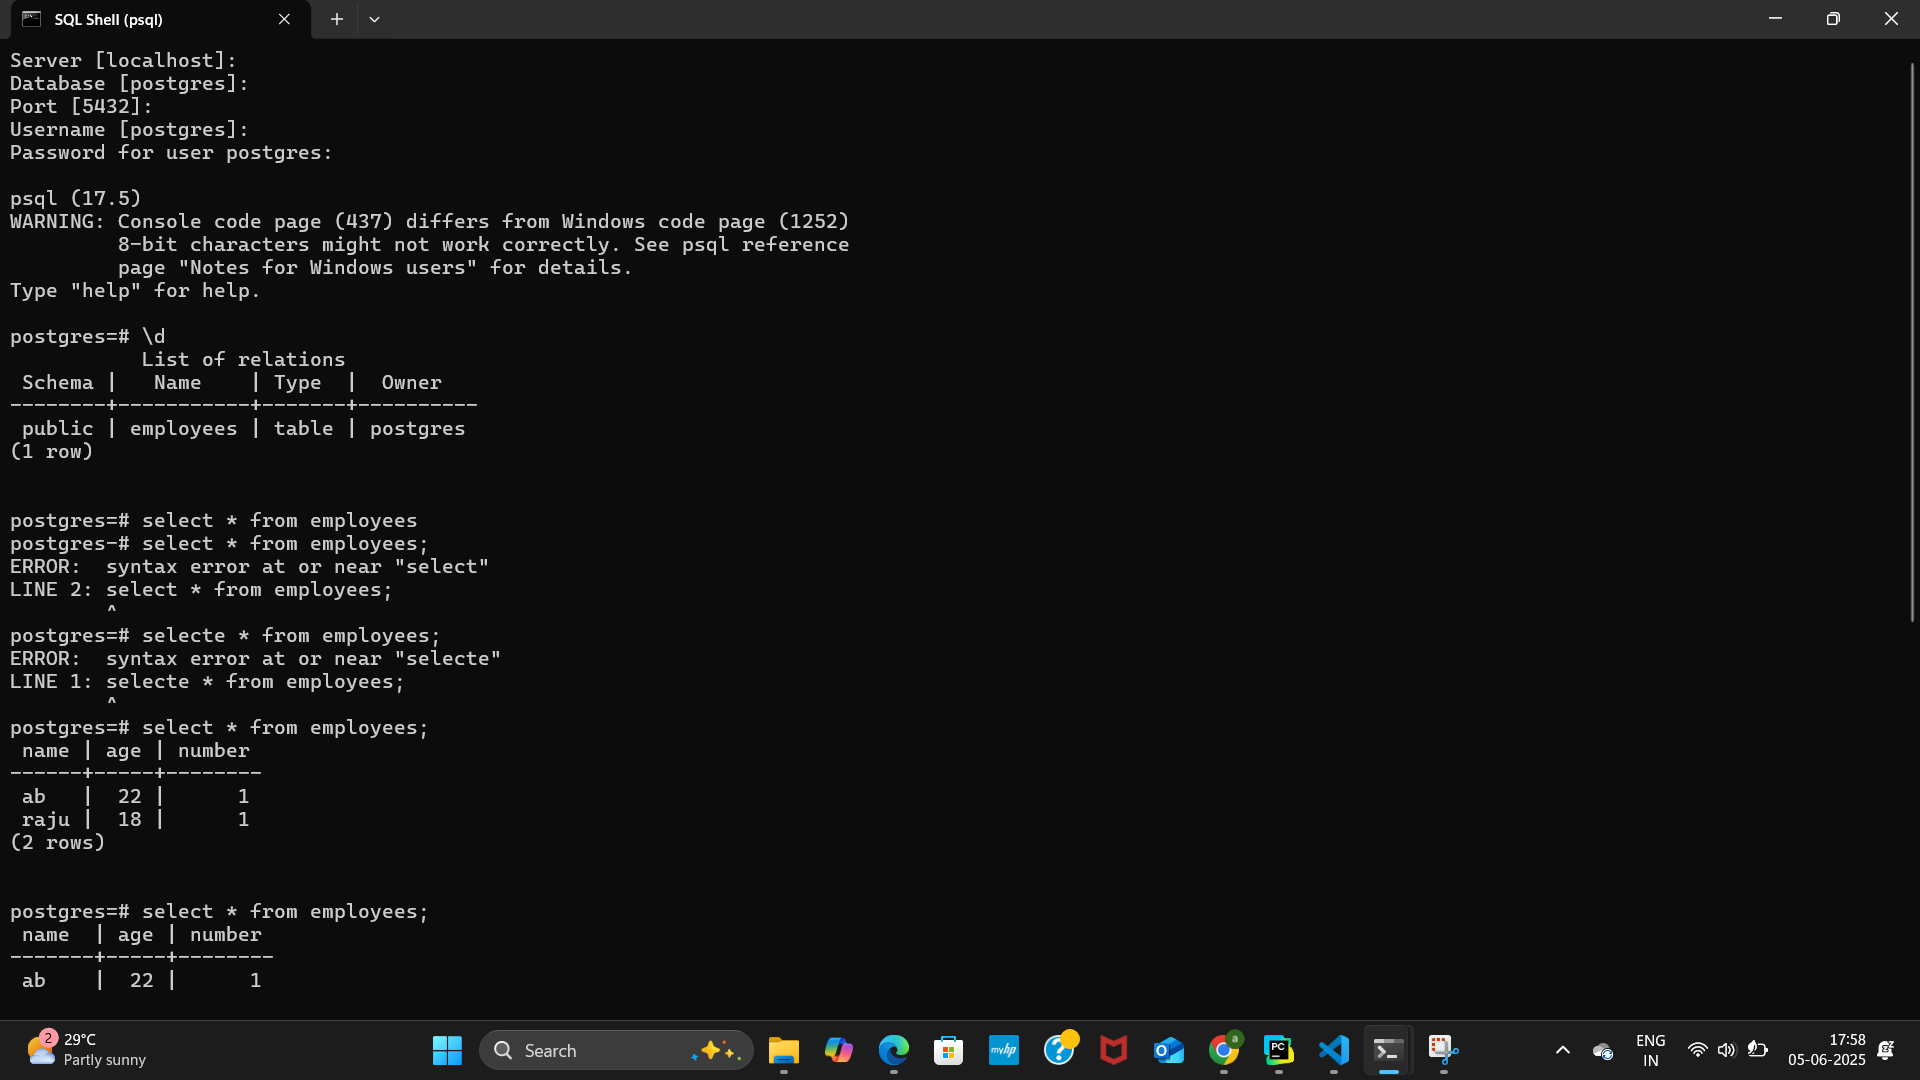 SQL Shell (psql)
Server [localhost]:
Database [postgres]:
Port [5432]:
Username [postgres]:
Password for user postgres:
psql (17.5)
WARNING: Console code page (437) differs from Windows code page (1252)
8-bit characters might not work correctly. See psql reference
page "Notes for Windows users" for details.
Type "help" for help.
postgres=# \d
List of relations
Schema | Name | Type | Owner
--------+-----------+-------+----------
public | employees | table | postgres
(1 row)
postgres=# select * from employees
postgres-# select * from employees;
ERROR:  syntax error at or near "select"
LINE 2: select * from employees;
^
postgres=# selecte * from employees;
ERROR:  syntax error at or near "selecte"
LINE 1: selecte * from employees;
^
postgres=# select * from employees;
name | age | number
------+-----+--------
ab | 22 | 1
raju | 18 | 1
(2 rows)
postgres=# select * from employees;
name | age | number
-------+-----+--------
ab | 22 | 1
2
29°C
Partly sunny
Search
myhp
a
PC
ENG
IN
17:58
05-06-2025